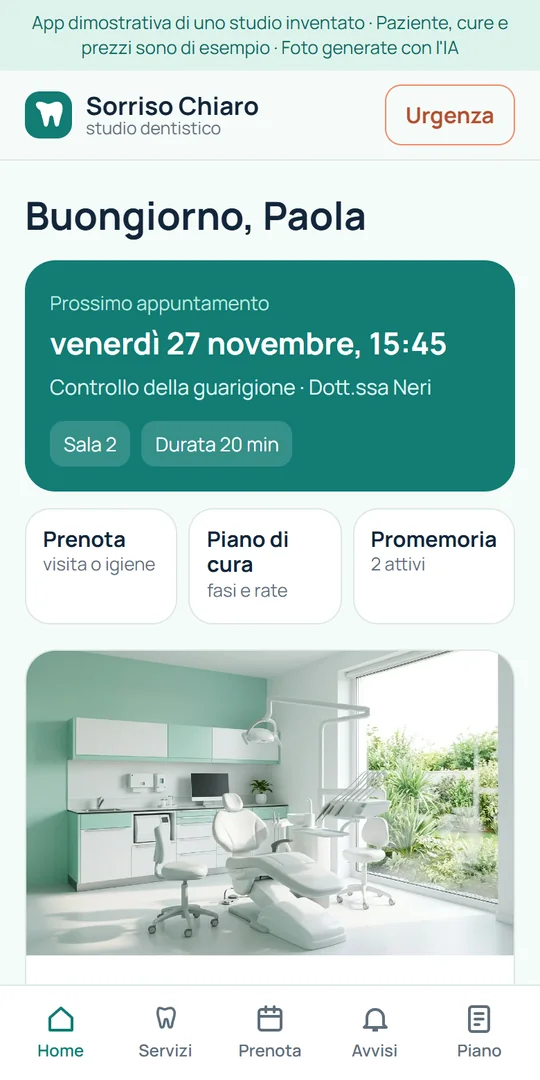 App dimostrativa di uno studio inventato · Paziente, cure e
prezzi sono di esempio · Foto generate con l'IA
Sorriso Chiaro
studio dentistico
Urgenza
Buongiorno, Paola
Prossimo appuntamento
venerdì 27 novembre, 15:45
Controllo della guarigione · Dott.ssa Neri
Sala 2
Durata 20 min
Prenota
visita o igiene
Piano di
cura
fasi e rate
Promemoria
2 attivi
Home
Servizi
Prenota
Avvisi
Piano